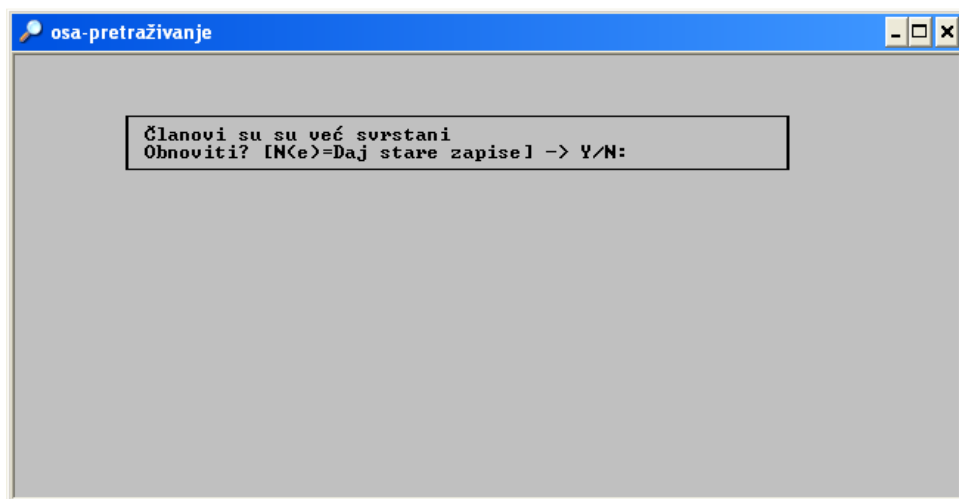 osa-pretraživanje
Članovi su su već svrstani
Obnoviti? [N(e)=Daj stare zapise] -> Y/N: